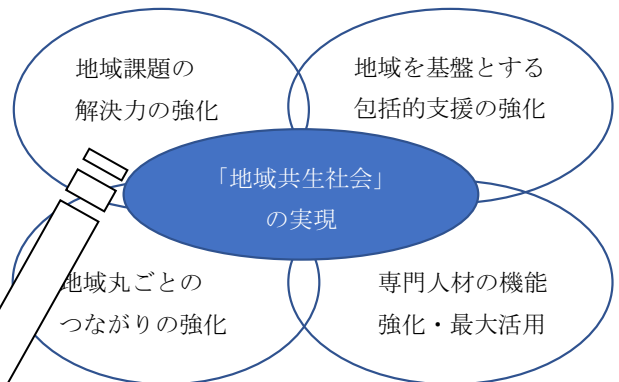 地域課題の
解決力の強化
地域を基盤とする
包括的支援の強化
「地域共生社会」
の実現
地域丸ごとの
つながりの強化
専門人材の機能
強化・最大活用